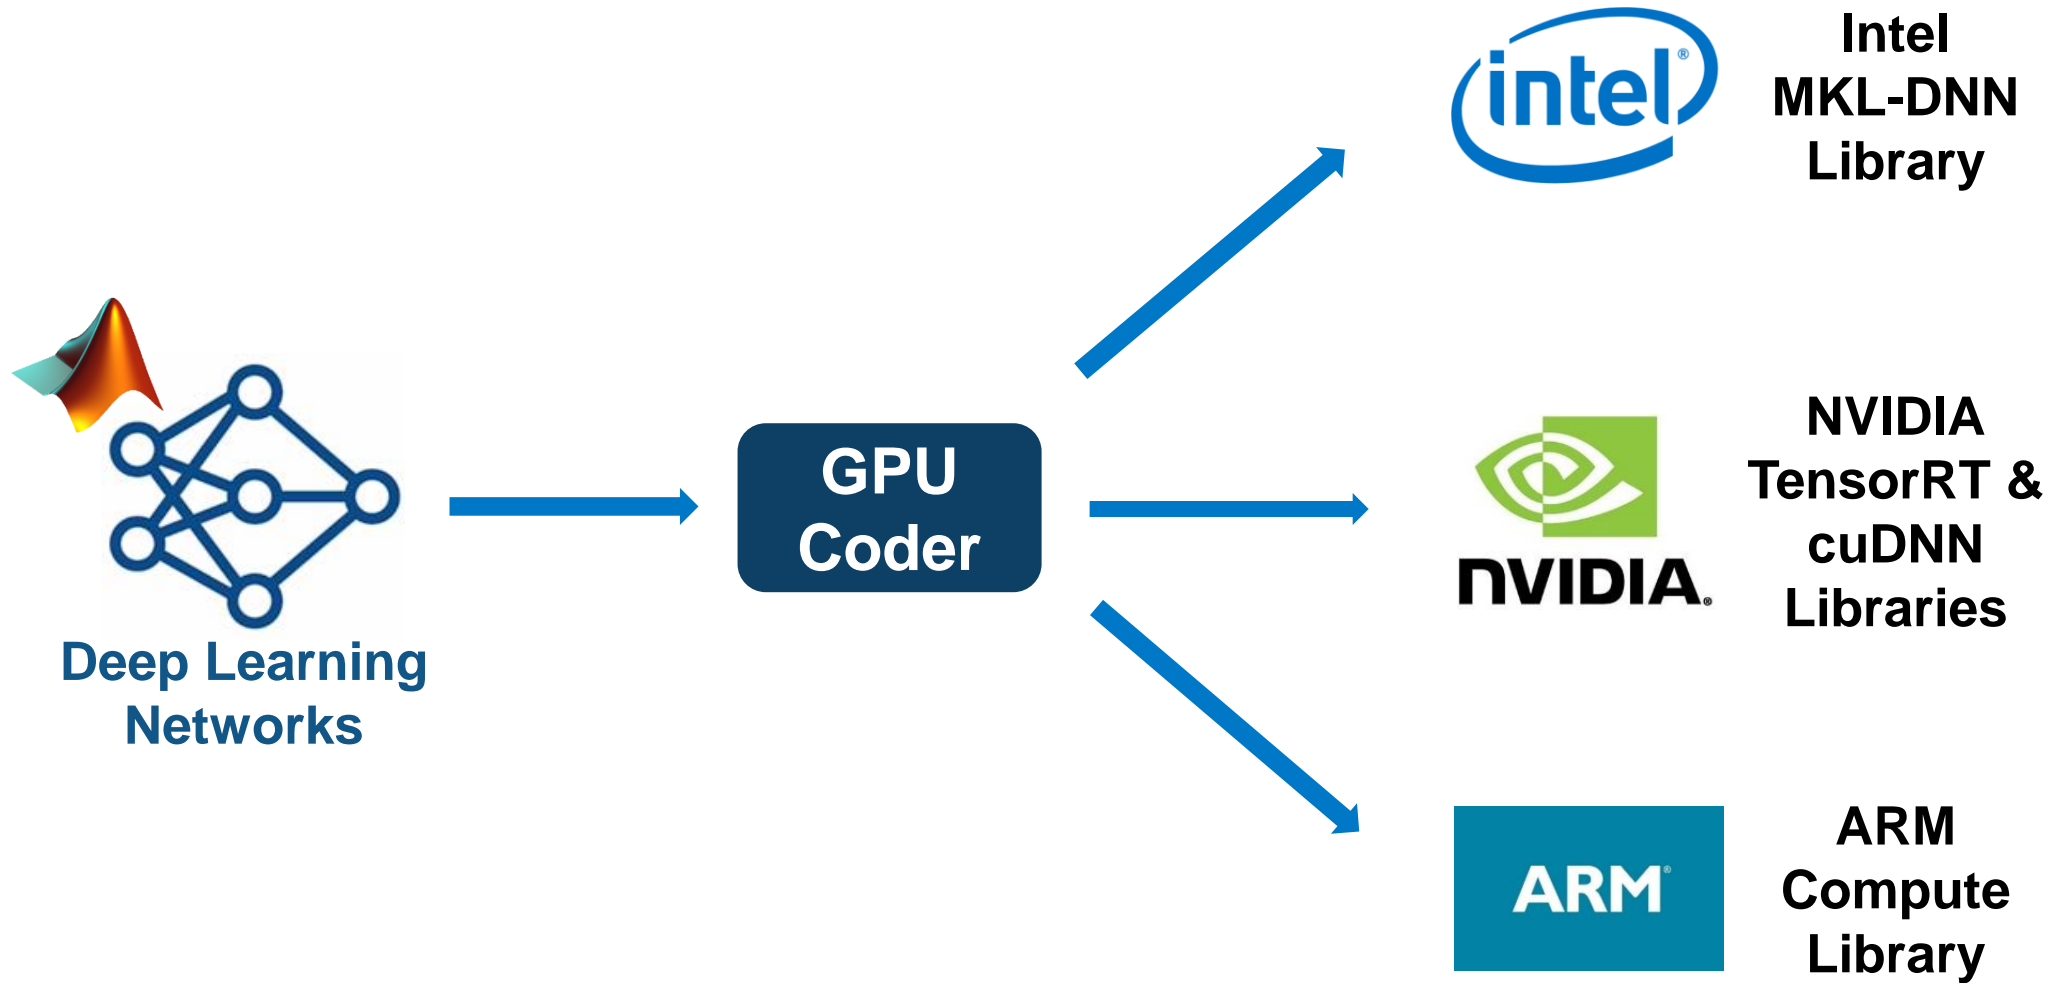 Deep Learning
Networks
GPU
Coder
intel®
Intel
MKL-DNN
Library
NVIDIA®
NVIDIA
TensorRT &
cuDNN
Libraries
ARM®
ARM
Compute
Library